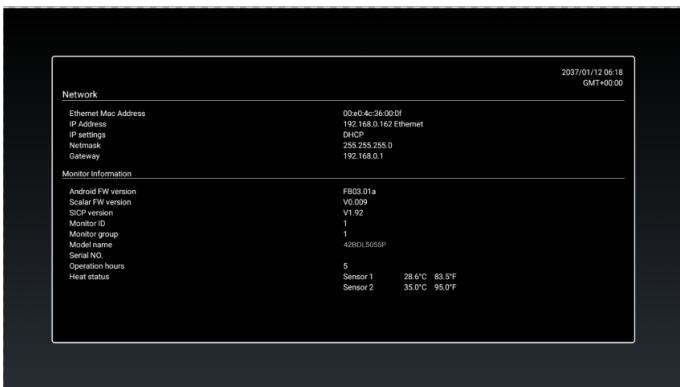 2037/01/12 06:18
GMT+00:00
Network
Ethernet Mac Address 00:e0:4c:36:00:0f
IP Address 192.168.0.162 Ethernet
IP settings DHCP
Netmask 255.255.255.0
Gateway 192.168.0.1
Monitor Information
Android FW version FB03.01a
Scalar FW version V0.009
SICP version V1.92
Monitor ID 1
Monitor group 1
Model name 42BDL5055P
Serial NO.
Operation hours 5
Heat status Sensor 1 28.6°C 83.5°F
Sensor 2 35.0°C 95.0°F